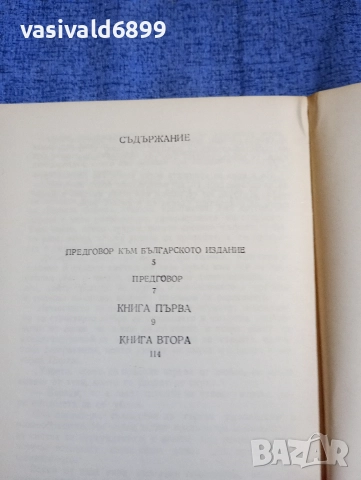 vasivald6899
СЪДЪРЖАНИЕ
ПРЕДГОВОР КЪМ БЪЛГАРСКОТО ИЗДАНИЕ
5
ПРЕДГОВОР
7
КНИГА ПЪРВА
9
КНИГА ВТОРА
114
BAZAR